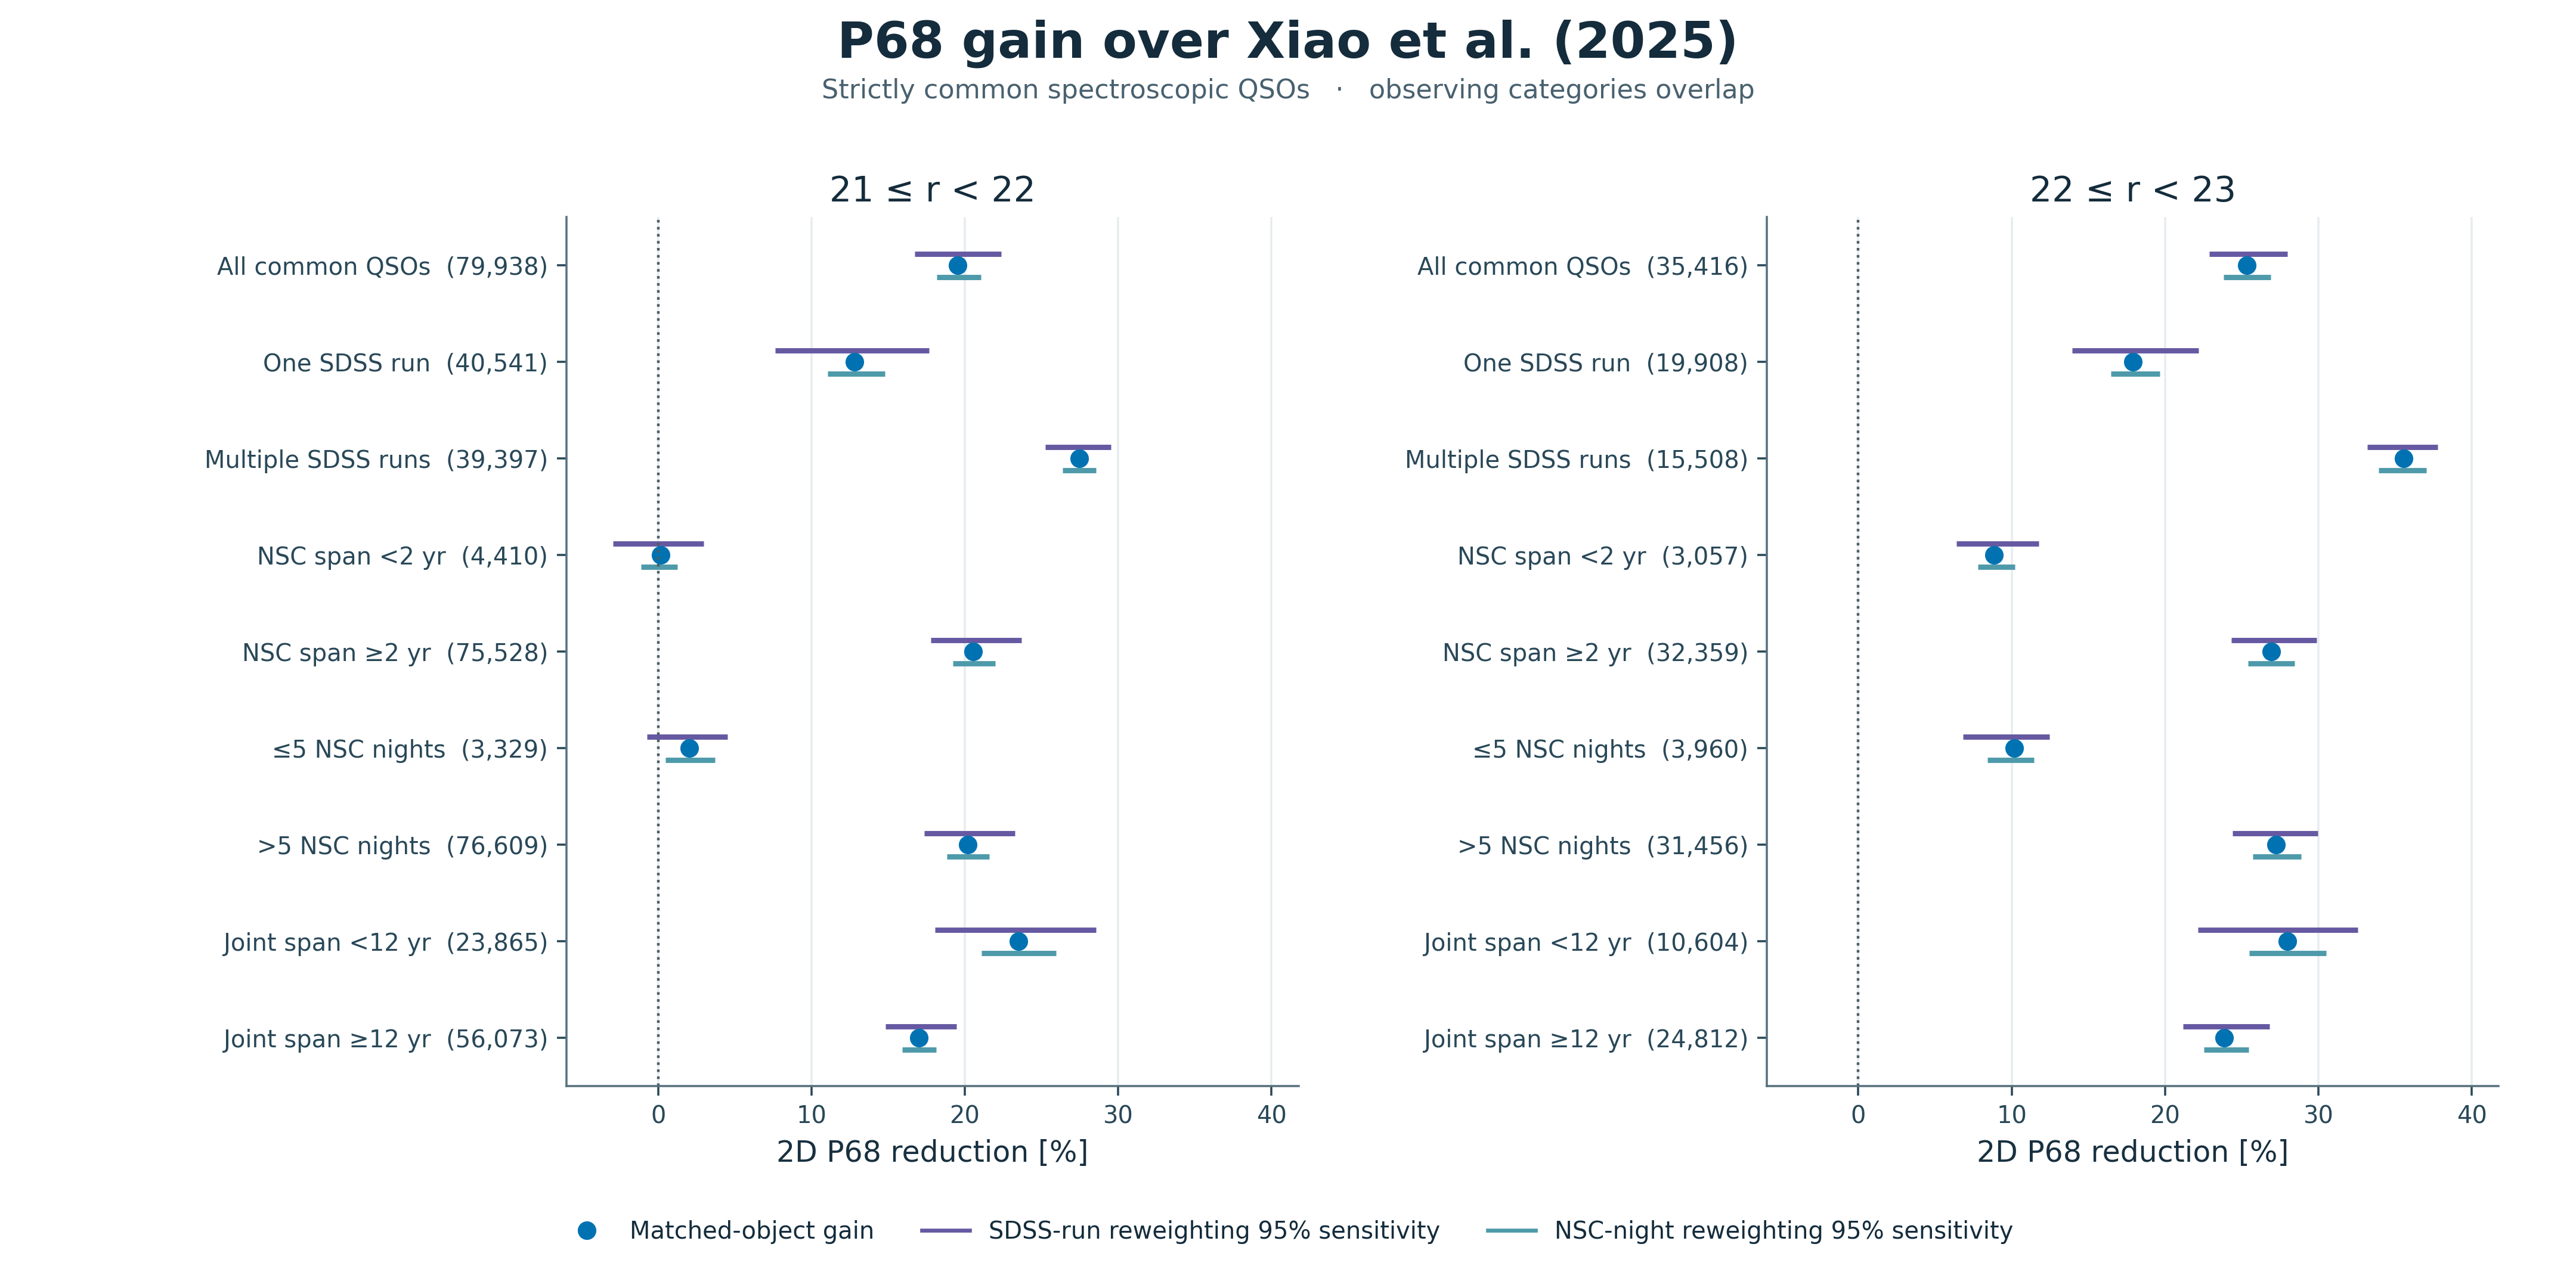 P68 gain over Xiao et al. (2025)
Strictly common spectroscopic QSOs · observing categories overlap
21 ≤ r < 22
All common QSOs (79,938)
One SDSS run (40,541)
Multiple SDSS runs (39,397)
NSC span <2 yr (4,410)
NSC span ≥2 yr (75,528)
≤5 NSC nights (3,329)
>5 NSC nights (76,609)
Joint span <12 yr (23,865)
Joint span ≥12 yr (56,073)
0 10 20 30 40
2D P68 reduction [%]
22 ≤ r < 23
All common QSOs (35,416)
One SDSS run (19,908)
Multiple SDSS runs (15,508)
NSC span <2 yr (3,057)
NSC span ≥2 yr (32,359)
≤5 NSC nights (3,960)
>5 NSC nights (31,456)
Joint span <12 yr (10,604)
Joint span ≥12 yr (24,812)
0 10 20 30 40
2D P68 reduction [%]
Matched-object gain SDSS-run reweighting 95% sensitivity NSC-night reweighting 95% sensitivity